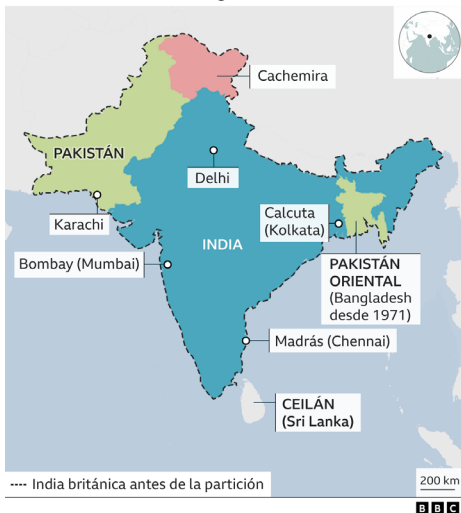 Cachemira
PAKISTÁN
Delhi
Karachi
Calcuta
(Kolkata)
INDIA
Bombay (Mumbai)
PAKISTÁN
ORIENTAL
(Bangladesh
desde 1971)
Madrás (Chennai)
CEILÁN
(Sri Lanka)
India británica antes de la partición
200 km
BBC